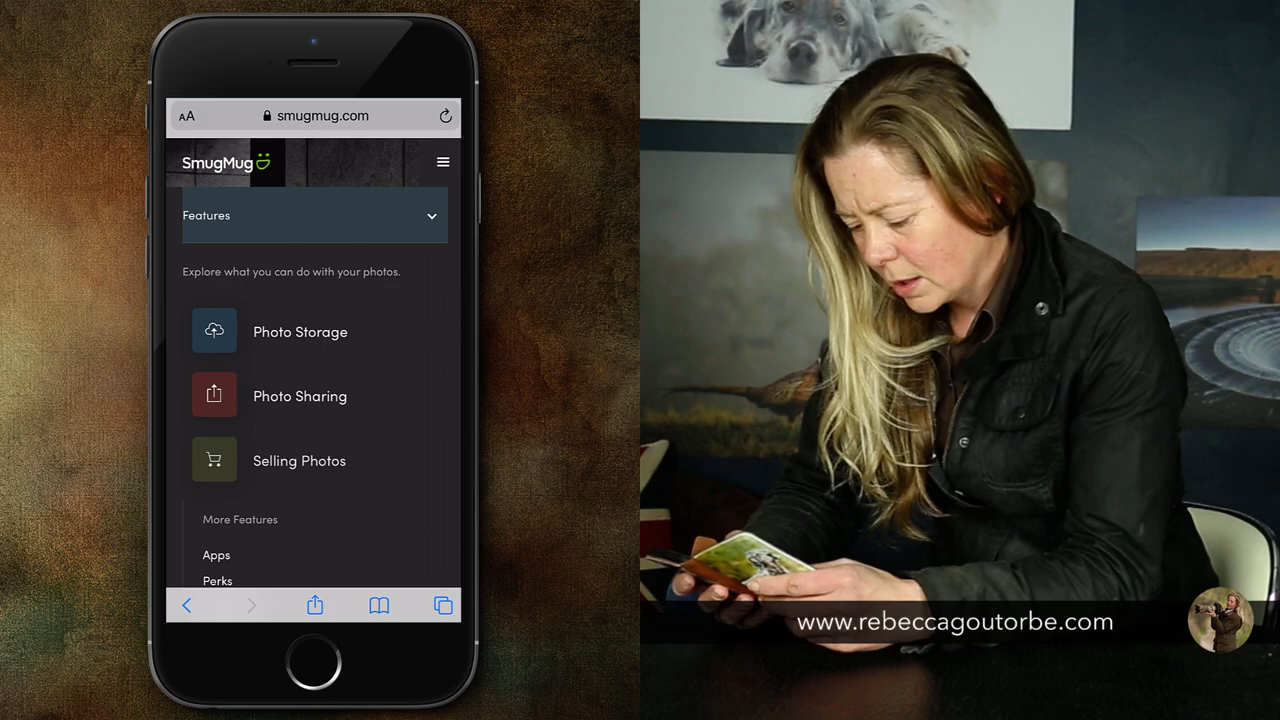 AA smugmug.com
SmugMug
Features
Explore what you can do with your photos.
Photo Storage
Photo Sharing
Selling Photos
More Features
Apps
Perks
www.rebeccagoutorbe.com